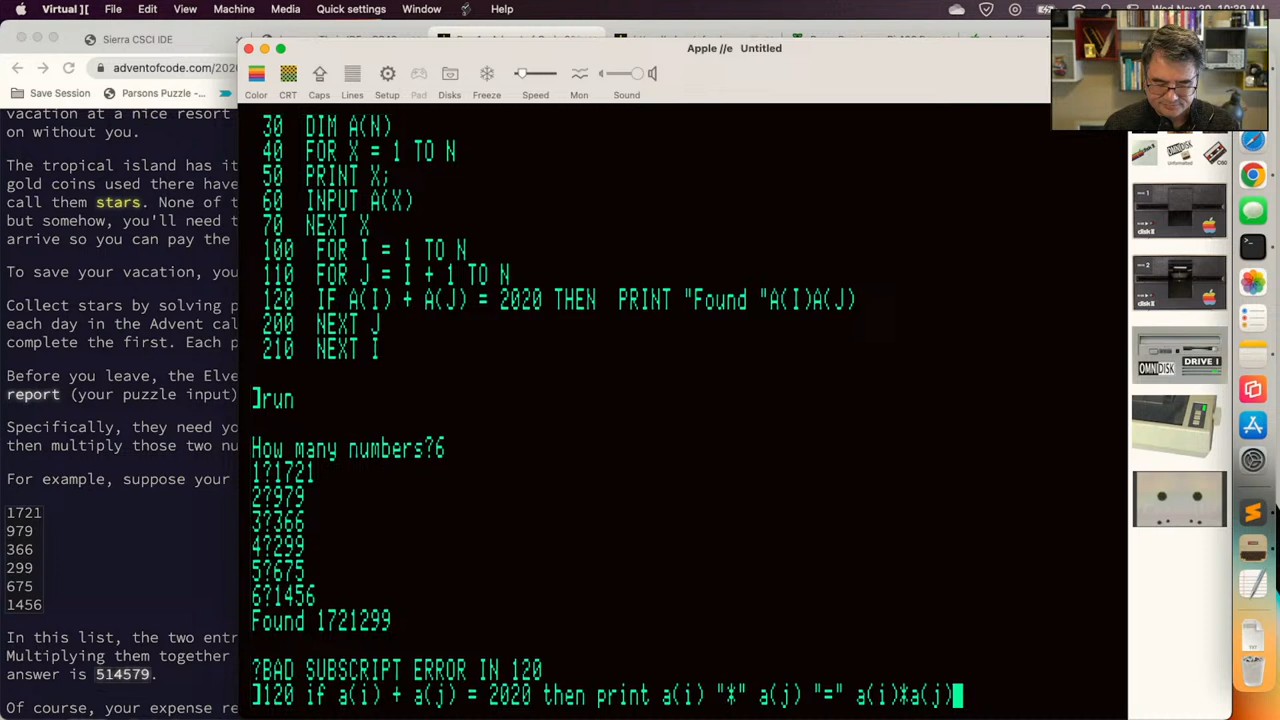 Virtual ][ File Edit View Machine Media Quick settings Window Help
Sierra CSCI IDE
Apple //e Untitled
adventofcode.com/202
Save Session Parsons Puzzle -...
Color CRT Caps Lines Setup Pad Disks Freeze Speed Mon Sound
vacation at a nice resort
on without you.
The tropical island has it
gold coins used there have
call them stars. None of t
but somehow, you'll need t
arrive so you can pay the
To save your vacation, you
Collect stars by solving p
each day in the Advent cal
complete the first. Each p
Before you leave, the Elve
report (your puzzle input)
Specifically, they need yo
then multiply those two nu
For example, suppose your
1721
979
366
299
675
1456
In this list, the two entr
Multiplying them together
answer is 514579.
Of course, your expense re
30 DIM A(N)
40 FOR X = 1 TO N
50 PRINT X;
60 INPUT A(X)
70 NEXT X
100 FOR I = 1 TO N
110 FOR J = I + 1 TO N
120 IF A(I) + A(J) = 2020 THEN PRINT "Found "A(I)A(J)
200 NEXT J
210 NEXT I
]run
How many numbers?6
1?1721
2?979
3?366
4?299
5?675
6?1456
Found 1721299
?BAD SUBSCRIPT ERROR IN 120
]120 if a(i) + a(j) = 2020 then print a(i) "*" a(j) "=" a(i)*a(j)
OMNIDISK
DRIVE 1